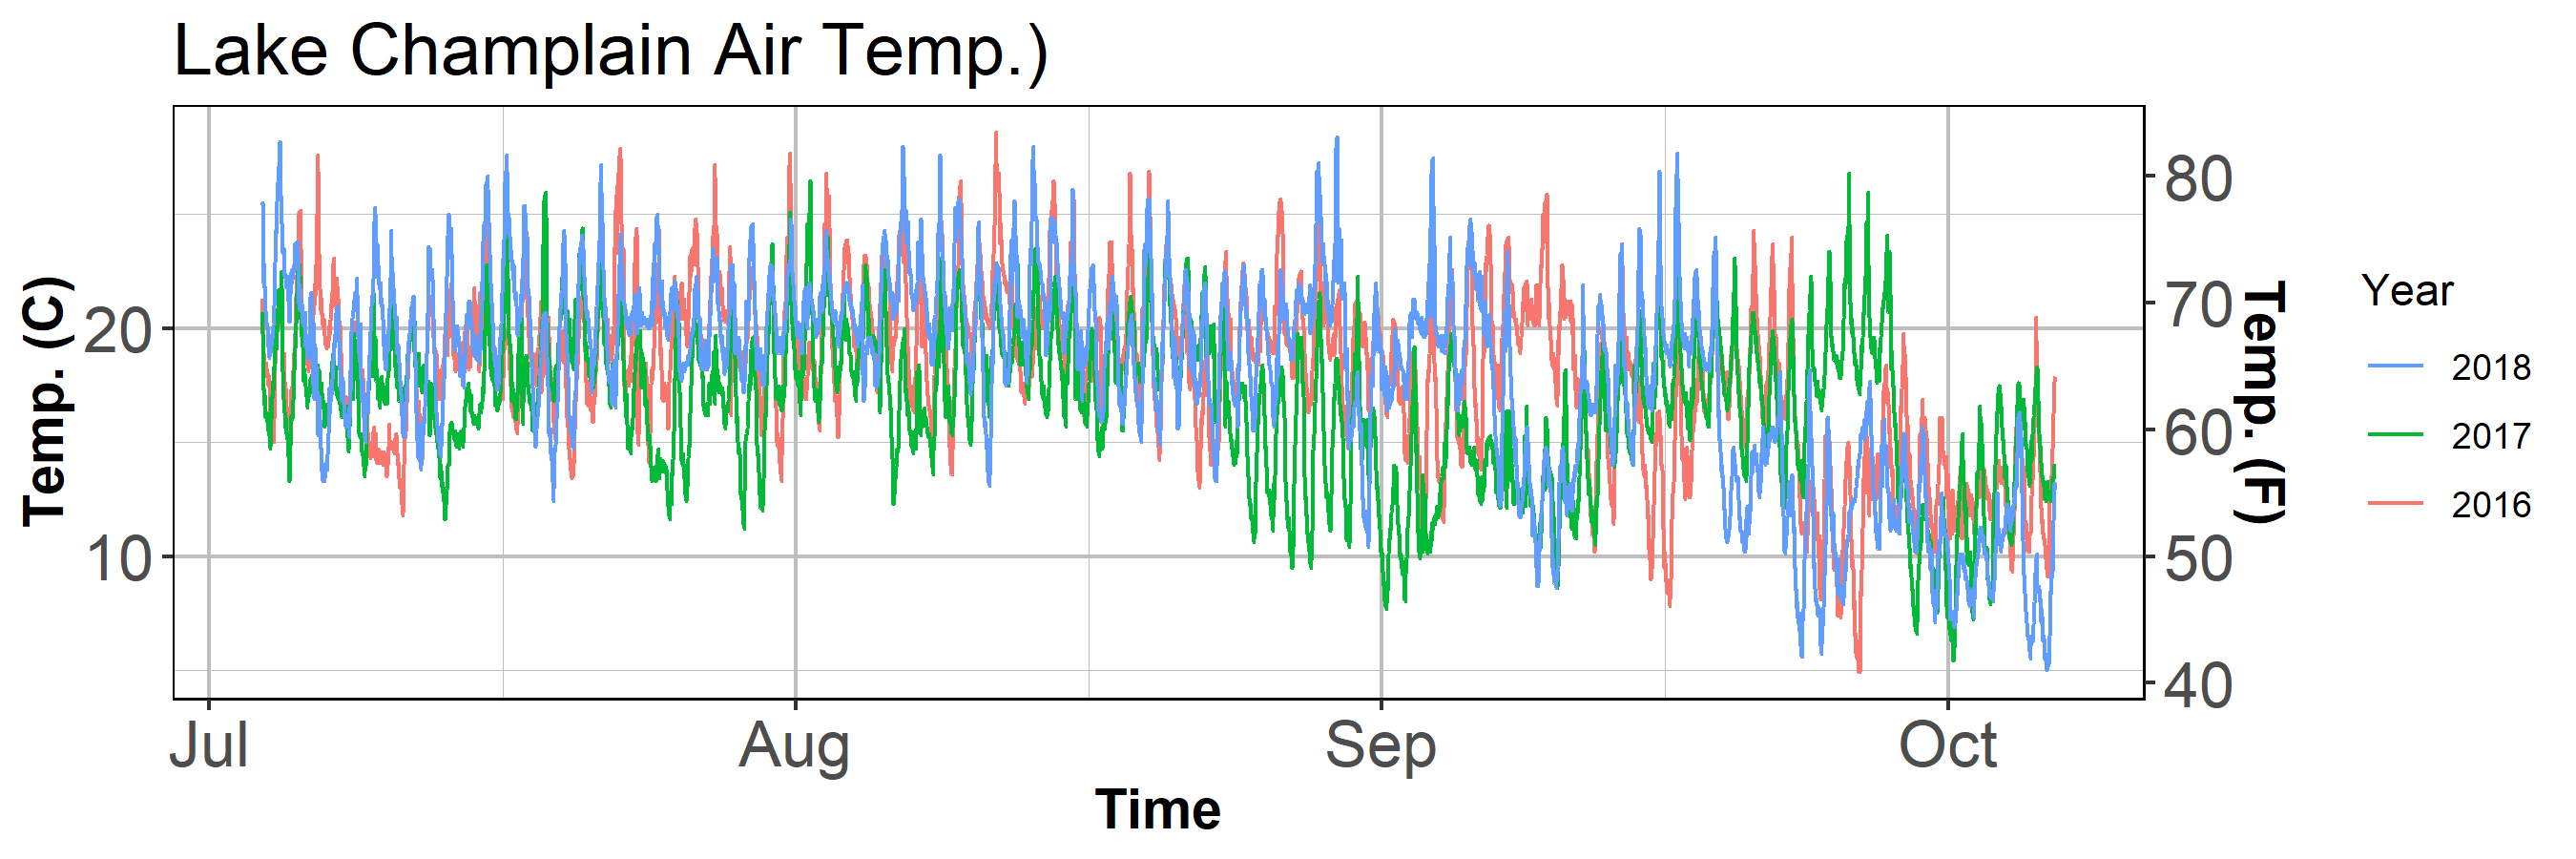 Lake Champlain Air Temp.)
Temp. (C)
20
10
80
70
60
50
40
Temp. (F)
Jul
Aug
Sep
Oct
Time
Year
2018
2017
2016